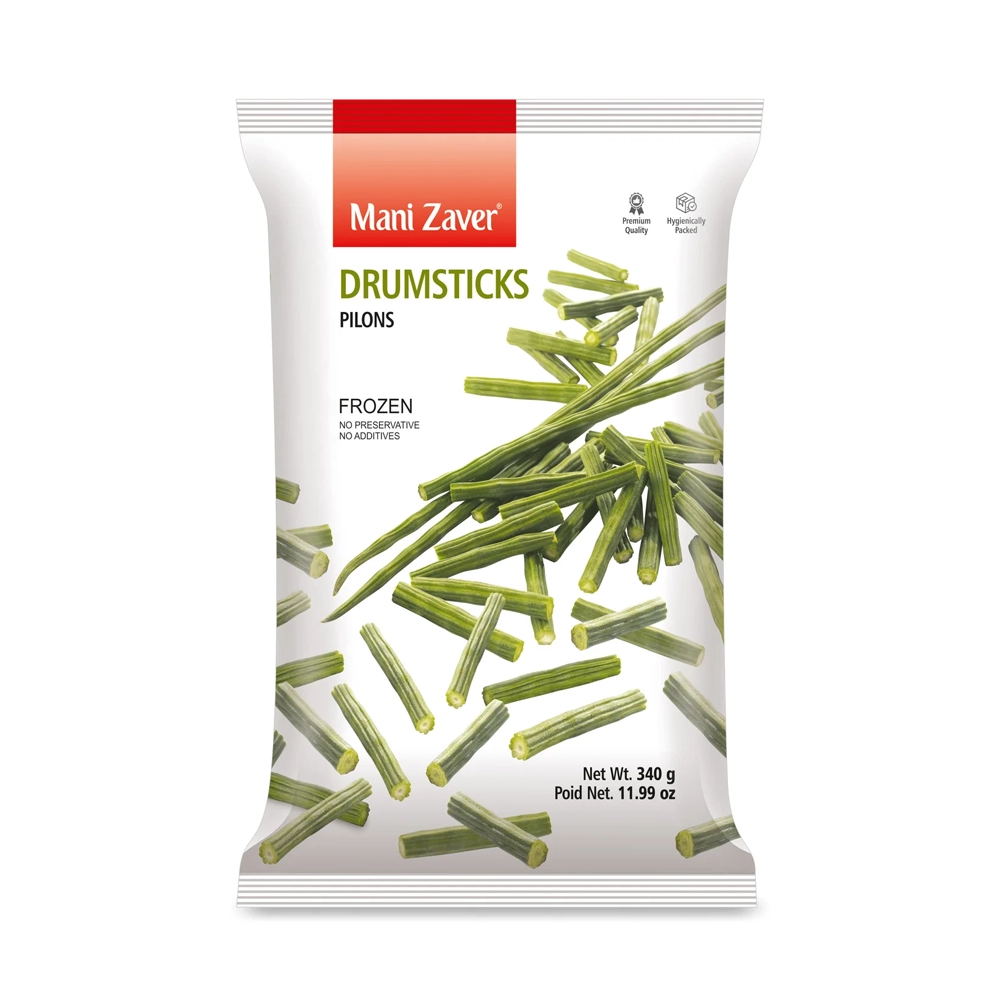 Mani Zaver®
Premium
Quality
Hygienically
Packed
DRUMSTICKS
PILONS
FROZEN
NO PRESERVATIVE
NO ADDITIVES
Net Wt. 340 g
Poid Net. 11.99 oz